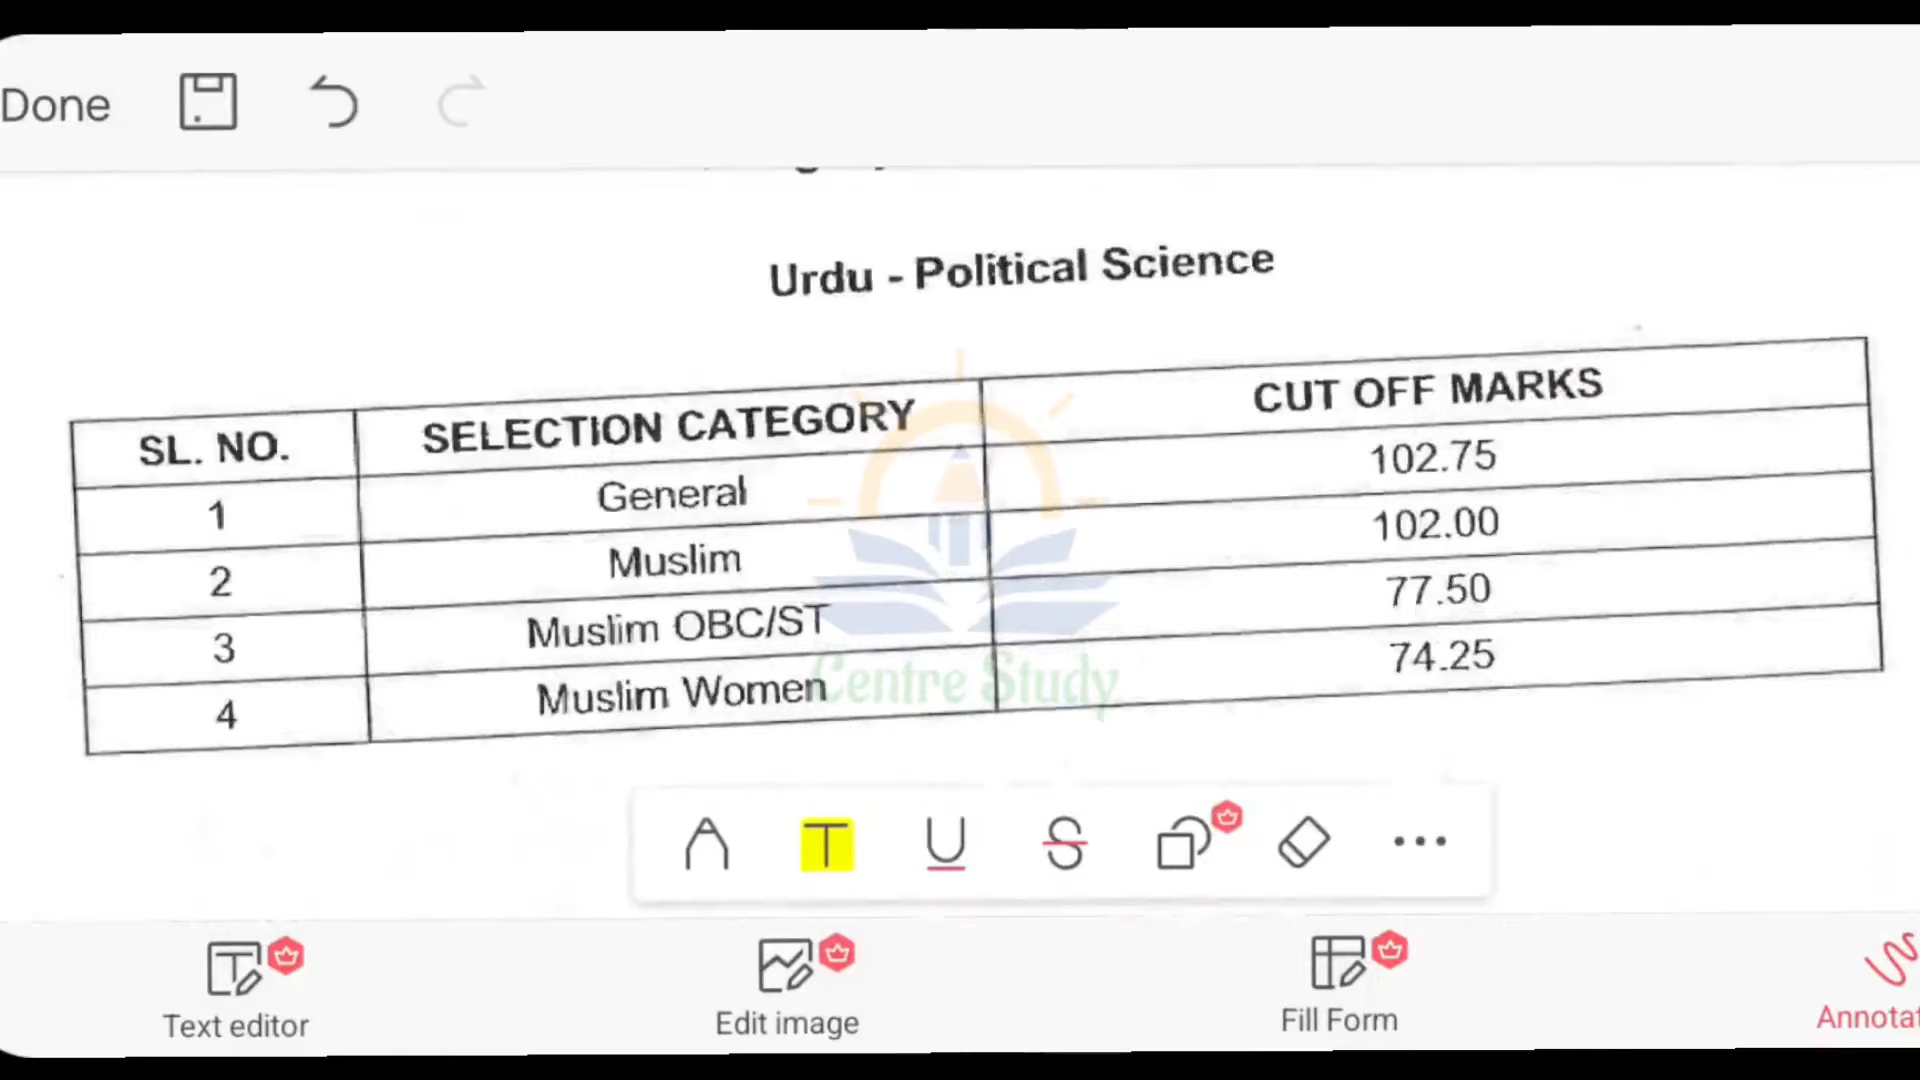 Done
Urdu - Political Science
SL. NO. SELECTION CATEGORY CUT OFF MARKS
1 General 102.75
2 Muslim 102.00
3 Muslim OBC/ST 77.50
4 Muslim Women 74.25
Centre Study
Text editor Edit image Fill Form